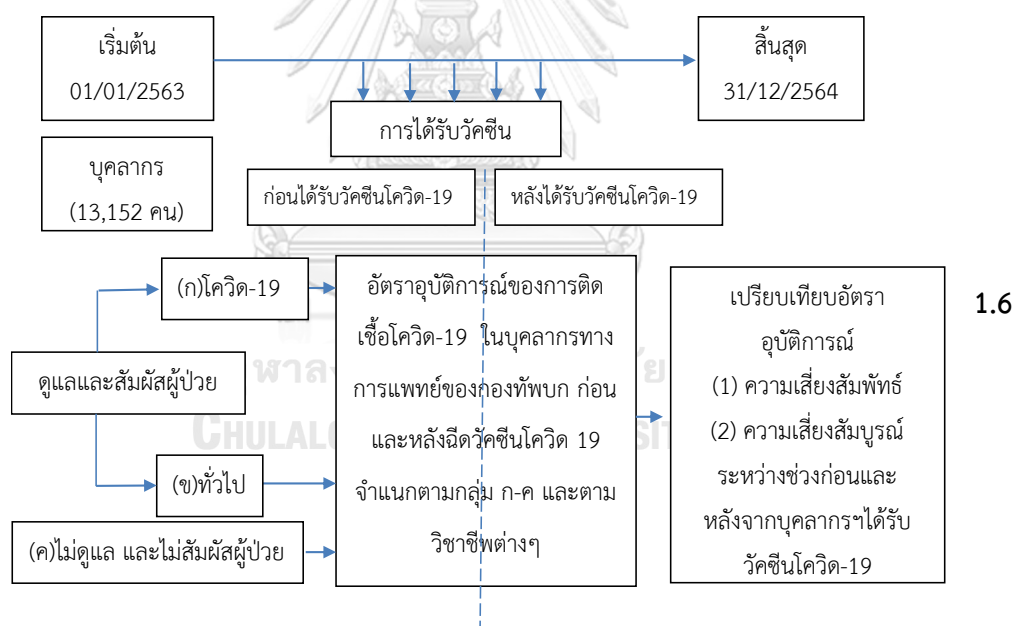 เริ่มต้น
01/01/2563
สิ้นสุด
31/12/2564
การได้รับวัคซีน
บุคลากร
(13,152 คน)
ก่อนได้รับวัคซีนโควิด-19
หลังได้รับวัคซีนโควิด-19
(ก)โควิด-19
ดูแลและสัมผัสผู้ป่วย
(ข)ทั่วไป
(ค)ไม่ดูแล และไม่สัมผัสผู้ป่วย
อัตราอุบัติการณ์ของการติด
เชื้อโควิด-19 ในบุคลากรทาง
การแพทย์ของกองทัพบก ก่อน
และหลังฉีดวัคซีนโควิด 19
จำแนกตามกลุ่ม ก-ค และตาม
วิชาชีพต่างๆ
เปรียบเทียบอัตรา
อุบัติการณ์
(1) ความเสี่ยงสัมพัทธ์
(2) ความเสี่ยงสัมบูรณ์
ระหว่างช่วงก่อนและ
หลังจากบุคลากรฯได้รับ
วัคซีนโควิด-19
1.6